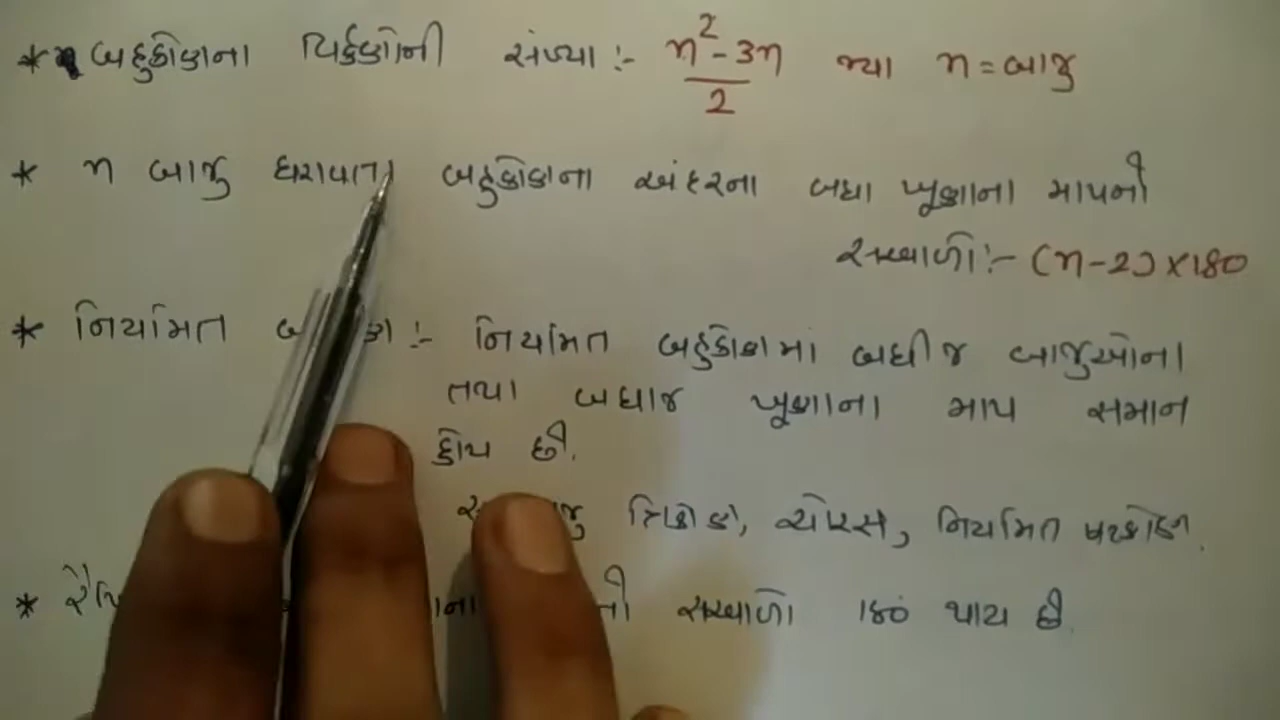 * બહુકોણના વિકર્ણોની સંખ્યા :- n² - 3n / 2 જ્યા n = બાજુ
* n બાજુ ધરાવતા બહુકોણના અંદરના બધા ખૂણાના માપનો
સરવાળો :- (n-2) × 180
* નિયમિત :- નિયમિત બહુકોણમાં બધી જ બાજુઓના
તથા બધાજ ખૂણાના માપ સમાન
હોય છે.
ત્રિકોણ, ચોરસ, નિયમિત ષટ્કોણ.
* સરવાળો 180 થાય છે.